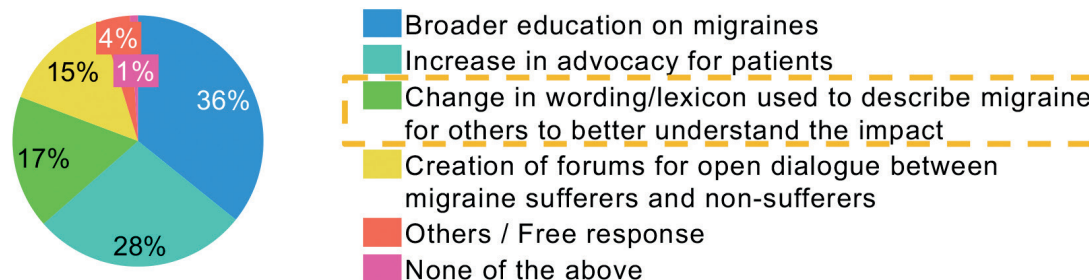 4%
1%
15%
36%
17%
28%
Broader education on migraines
Increase in advocacy for patients
Change in wording/lexicon used to describe migraine
for others to better understand the impact
Creation of forums for open dialogue between
migraine sufferers and non-sufferers
Others / Free response
None of the above